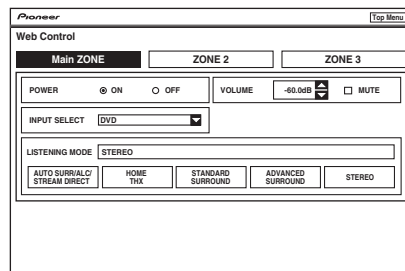 Pioneer
Top Menu
Web Control
Main ZONE
ZONE 2
ZONE 3
POWER
ON
OFF
VOLUME
-60.0dB
MUTE
INPUT SELECT
DVD
LISTENING MODE
STEREO
AUTO SURR/ALC/
STREAM DIRECT
HOME
THX
STANDARD
SURROUND
ADVANCED
SURROUND
STEREO